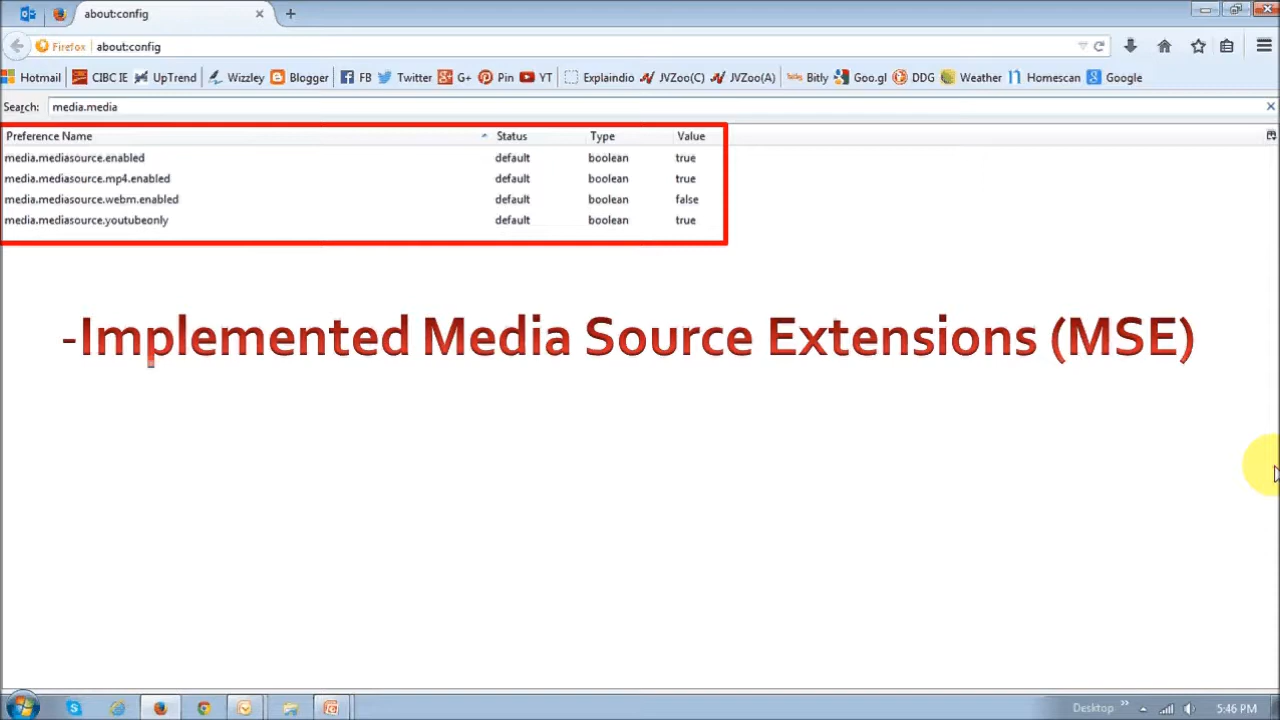 about:config
Firefox about:config
Hotmail CIBC IE UpTrend Wizzley Blogger FB Twitter G+ Pin YT Explaindio JVZoo(C) JVZoo(A) Bitly Goo.gl DDG Weather Homescan Google
Search: media.media
Preference Name Status Type Value
media.mediasource.enabled default boolean true
media.mediasource.mp4.enabled default boolean true
media.mediasource.webm.enabled default boolean false
media.mediasource.youtubeonly default boolean true
-Implemented Media Source Extensions (MSE)
Desktop 5:46 PM